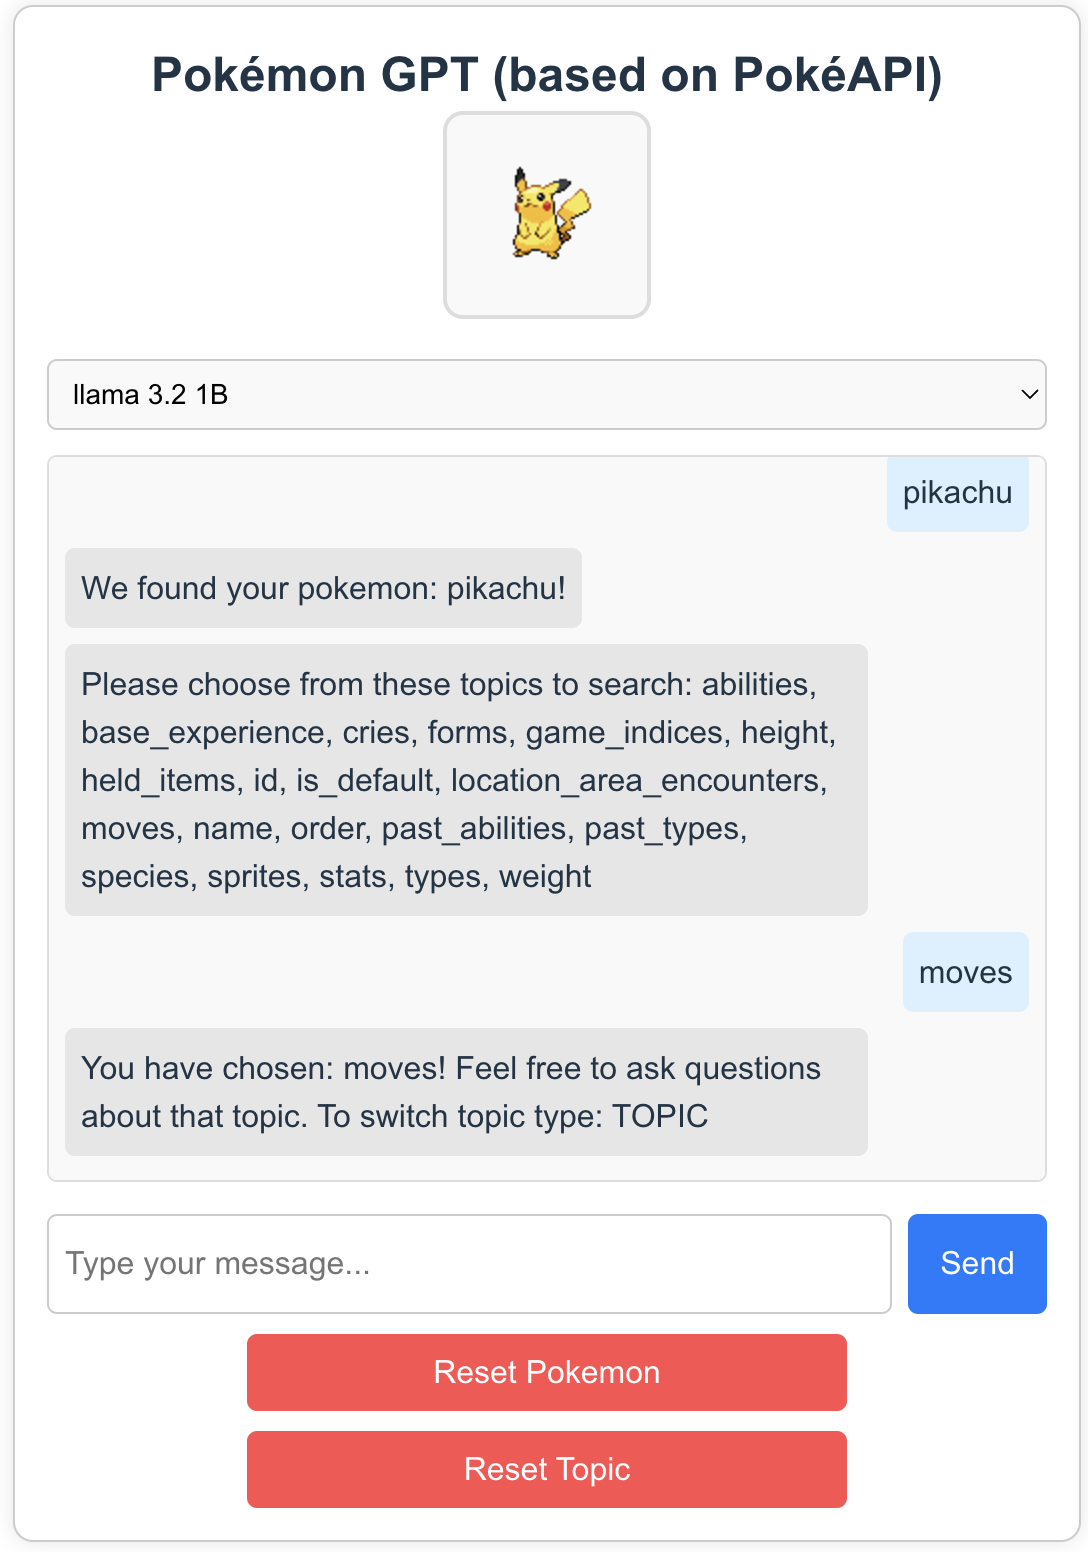 Pokémon GPT (based on PokéAPI)
llama 3.2 1B
pikachu
We found your pokemon: pikachu!
Please choose from these topics to search: abilities,
base_experience, cries, forms, game_indices, height,
held_items, id, is_default, location_area_encounters,
moves, name, order, past_abilities, past_types,
species, sprites, stats, types, weight
moves
You have chosen: moves! Feel free to ask questions
about that topic. To switch topic type: TOPIC
Type your message...
Send
Reset Pokemon
Reset Topic